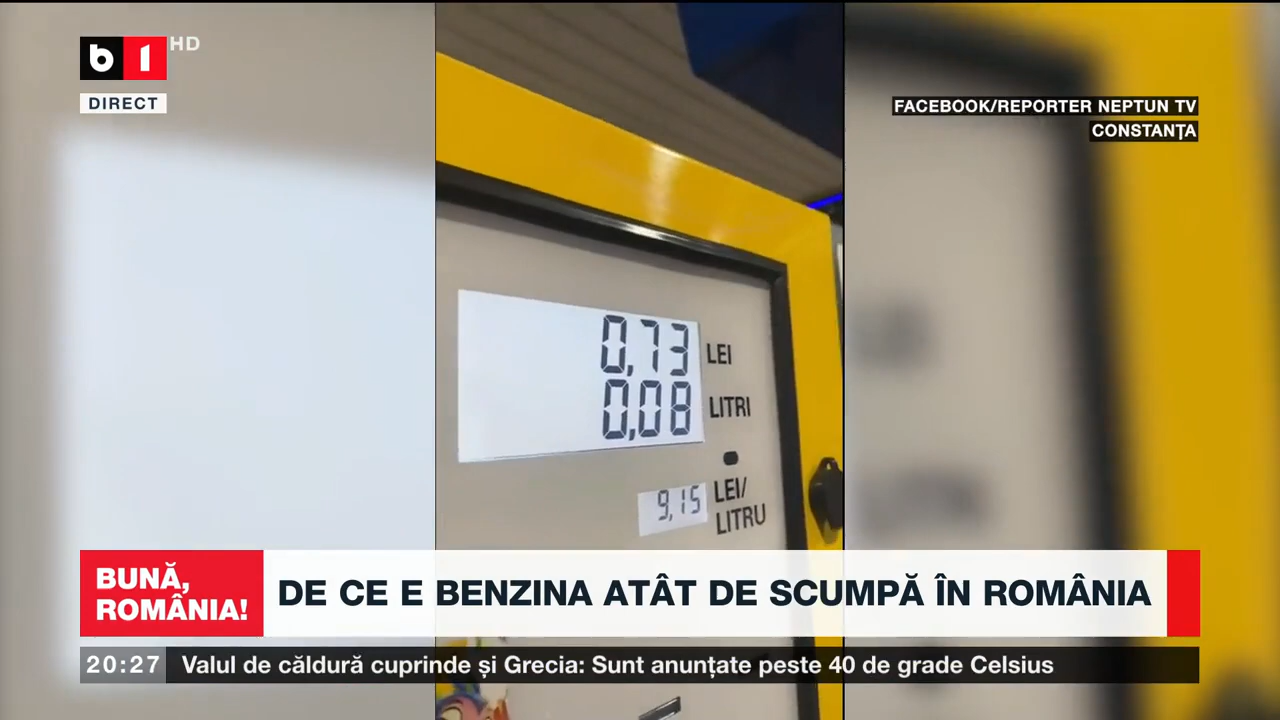 b1 HD
DIRECT
FACEBOOK/REPORTER NEPTUN TV
CONSTANȚA
0,73 LEI
0,08 LITRI
9,15 LEI/
LITRU
BUNĂ,
ROMÂNIA!
DE CE E BENZINA ATÂT DE SCUMPĂ ÎN ROMÂNIA
20:27 Valul de căldură cuprinde și Grecia: Sunt anunțate peste 40 de grade Celsius